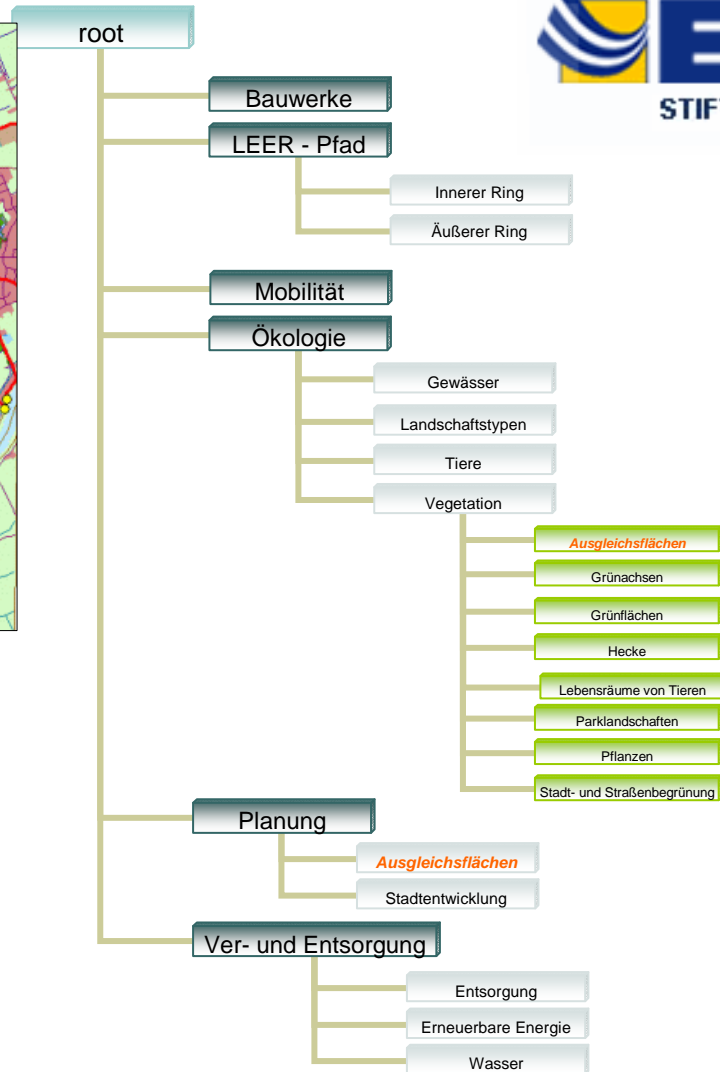 root
STIF
Bauwerke
LEER - Pfad
Innerer Ring
Äußerer Ring
Mobilität
Ökologie
Gewässer
Landschaftstypen
Tiere
Vegetation
Ausgleichsflächen
Grünachsen
Grünflächen
Hecke
Lebensräume von Tieren
Parklandschaften
Pflanzen
Stadt- und Straßenbegrünung
Planung
Ausgleichsflächen
Stadtentwicklung
Ver- und Entsorgung
Entsorgung
Erneuerbare Energie
Wasser